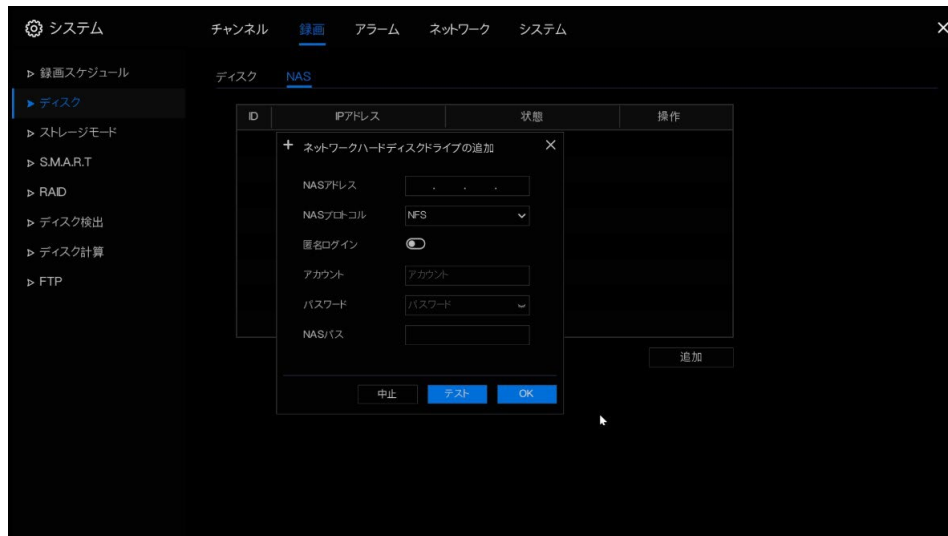 システム チャンネル 録画 アラーム ネットワーク システム
録画スケジュール
ディスク
ストレージモード
S.M.A.R.T
RAID
ディスク検出
ディスク計算
FTP
ディスク NAS
ID IPアドレス 状態 操作
ネットワークハードディスクドライブの追加
NASアドレス . . .
NASプロトコル NFS
匿名ログイン
アカウント アカウント
パスワード パスワード
NASパス
中止 テスト OK
追加